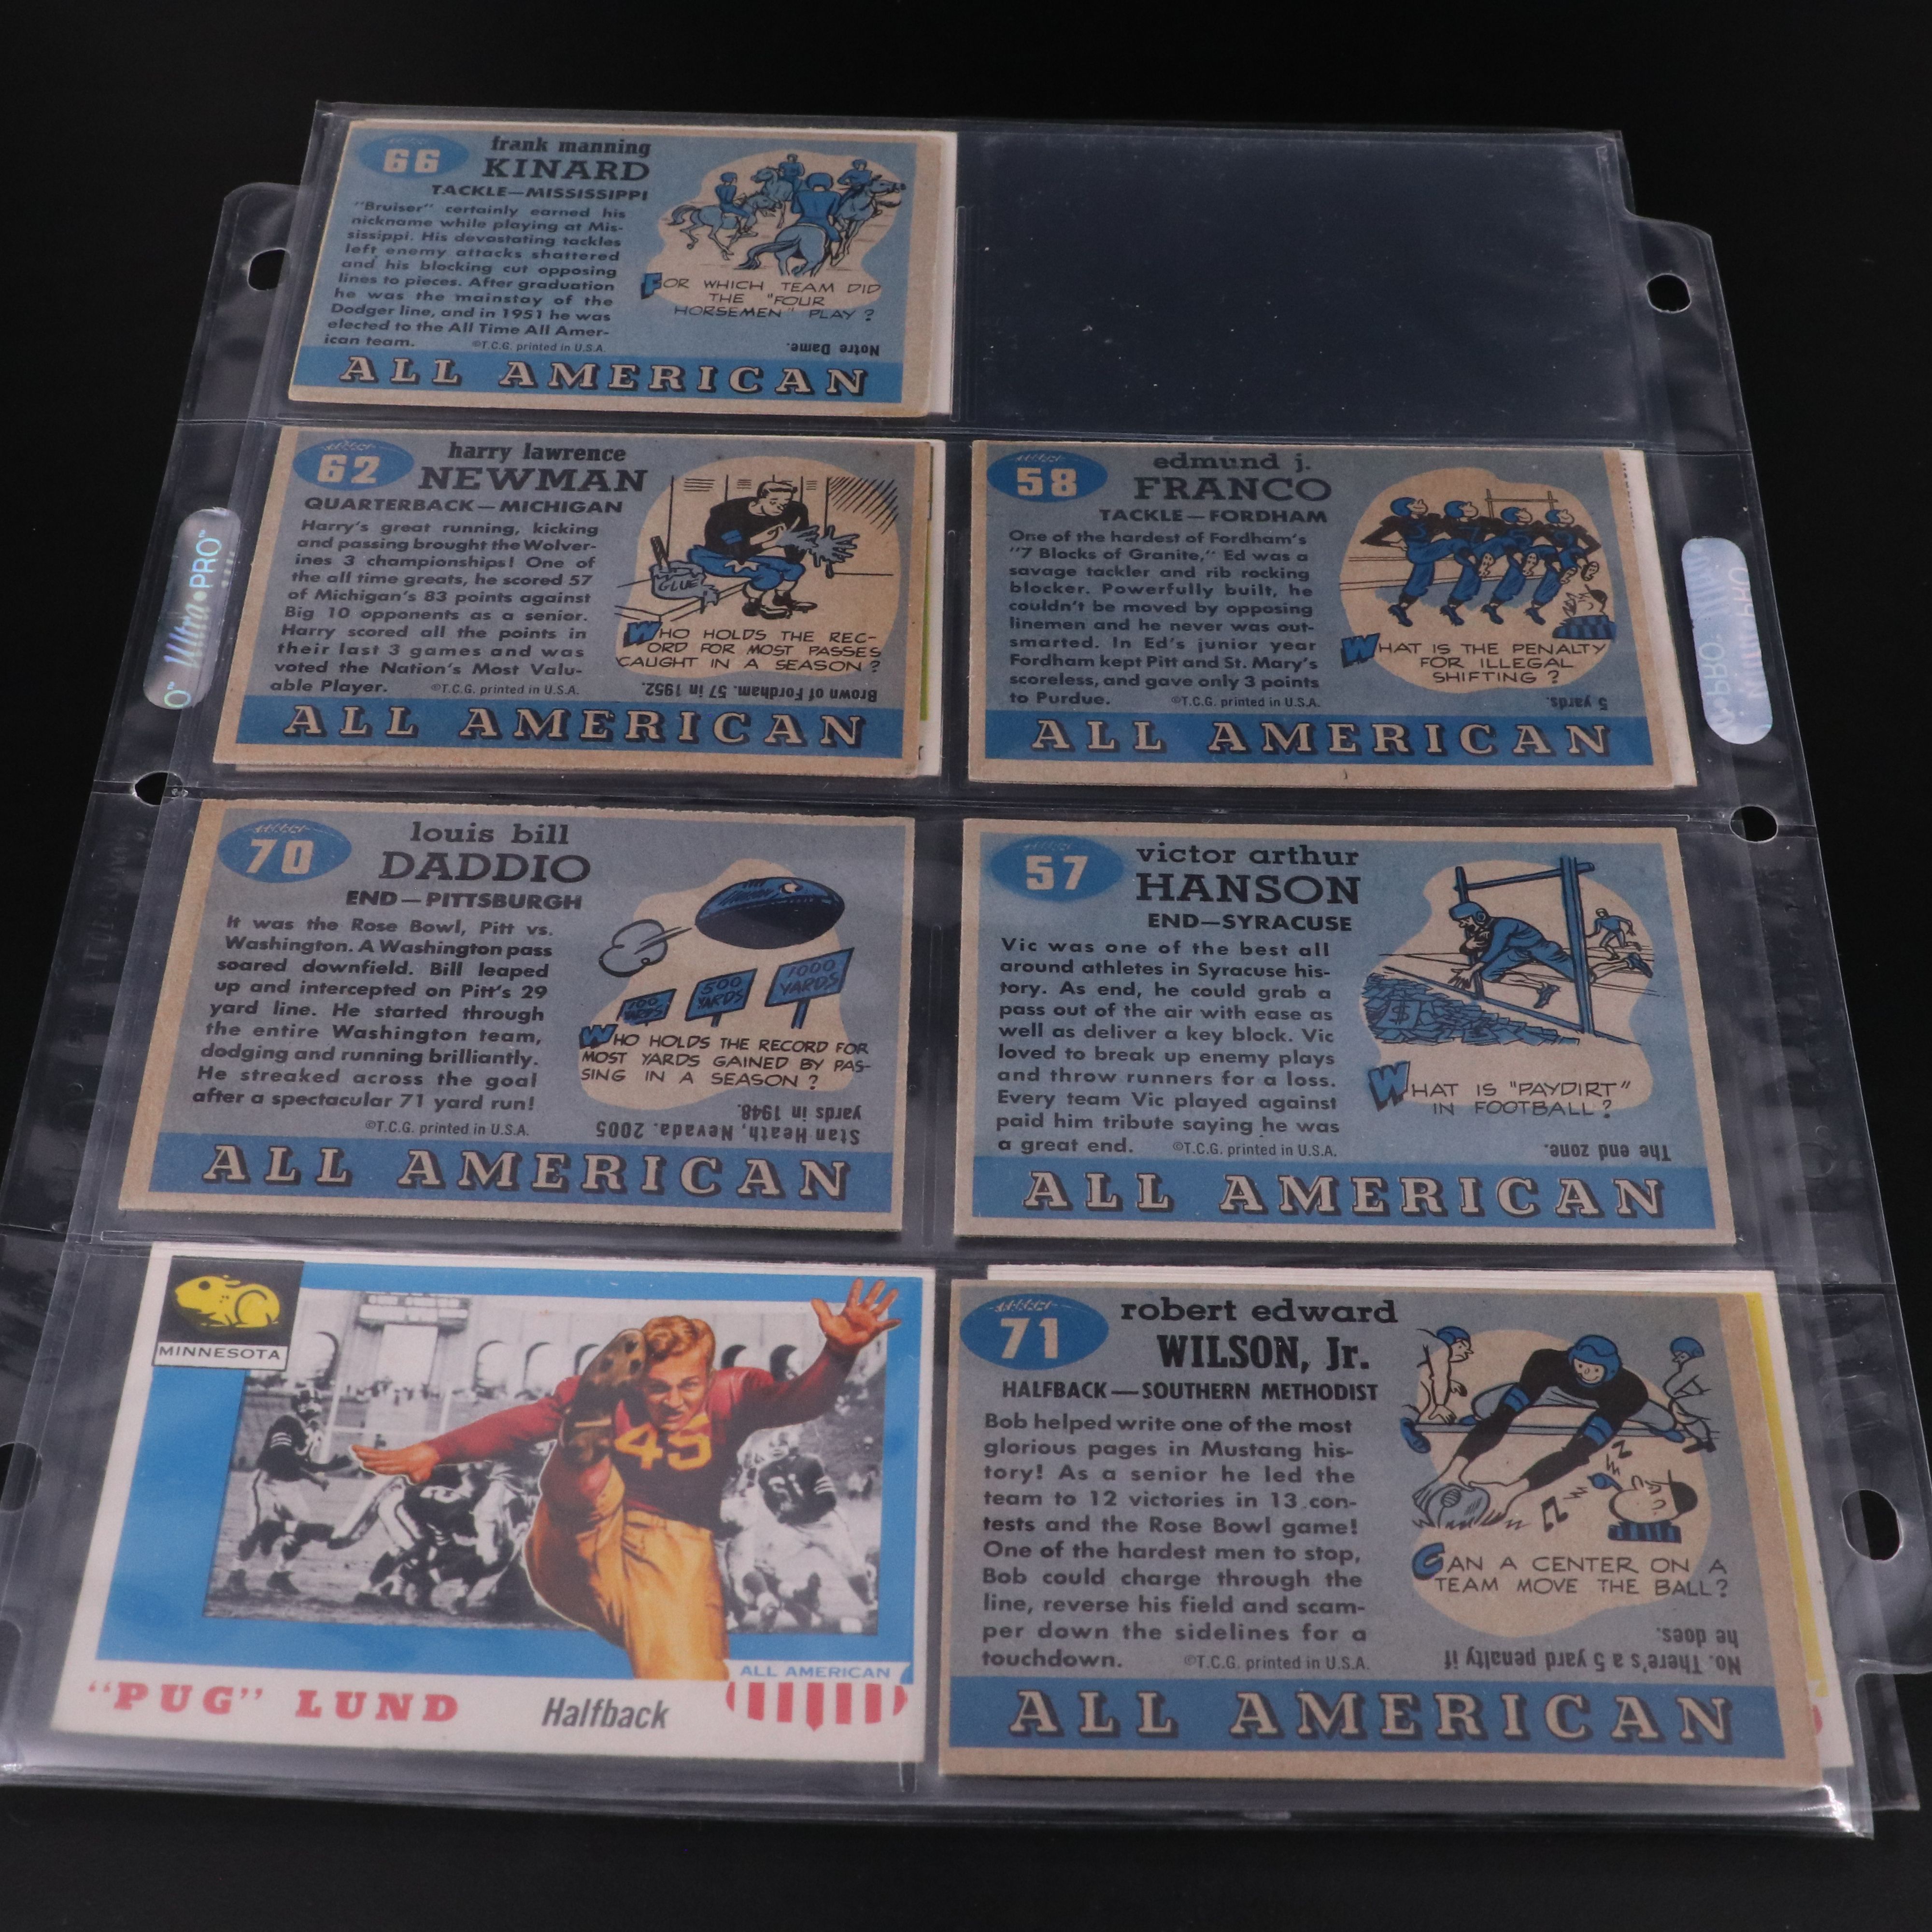 66
frank manning
KINARD
TACKLE—MISSISSIPPI
"Bruiser" certainly earned his
nickname while playing at Mis-
sissippi. His devastating tackles
left enemy attacks shattered
and his blocking cut opposing
lines to pieces. After graduation
he was the mainstay of the
Dodger line, and in 1951 he was
elected to the All Time All Amer-
ican team. ©T.C.G. printed in U.S.A.
FOR WHICH TEAM DID
THE "FOUR
HORSEMEN" PLAY?
Notre Dame.
ALL AMERICAN
62
harry lawrence
NEWMAN
QUARTERBACK—MICHIGAN
Harry's great running, kicking
and passing brought the Wolver-
ines 3 championships! One of
the all time greats, he scored 57
of Michigan's 83 points against
Big 10 opponents as a senior.
Harry scored all the points in
their last 3 games and was
voted the Nation's Most Valu-
able Player. ©T.C.G. printed in U.S.A.
GLUE
WHO HOLDS THE REC-
ORD FOR MOST PASSES
CAUGHT IN A SEASON?
Brown of Fordham. 57 in 1952.
ALL AMERICAN
58
edmund j.
FRANCO
TACKLE—FORDHAM
One of the hardest of Fordham's
"7 Blocks of Granite," Ed was a
savage tackler and rib rocking
blocker. Powerfully built, he
couldn't be moved by opposing
linemen and he never was out-
smarted. In Ed's junior year
Fordham kept Pitt and St. Mary's
scoreless, and gave only 3 points
to Purdue. ©T.C.G. printed in U.S.A.
WHAT IS THE PENALTY
FOR ILLEGAL
SHIFTING?
5 yards.
ALL AMERICAN
Ultra•PRO™
70
louis bill
DADDIO
END—PITTSBURGH
It was the Rose Bowl, Pitt vs.
Washington. A Washington pass
soared downfield. Bill leaped
up and intercepted on Pitt's 29
yard line. He started through
the entire Washington team,
dodging and running brilliantly.
He streaked across the goal
after a spectacular 71 yard run!
©T.C.G. printed in U.S.A.
100
YARDS
500
YARDS
1000
YARDS
WHO HOLDS THE RECORD FOR
MOST YARDS GAINED BY PAS-
SING IN A SEASON?
Stan Heath, Nevada. 2005
yards in 1948.
ALL AMERICAN
57
victor arthur
HANSON
END—SYRACUSE
Vic was one of the best all
around athletes in Syracuse his-
tory. As end, he could grab a
pass out of the air with ease as
well as deliver a key block. Vic
loved to break up enemy plays
and throw runners for a loss.
Every team Vic played against
paid him tribute saying he was
a great end. ©T.C.G. printed in U.S.A.
$
WHAT IS "PAYDIRT"
IN FOOTBALL?
The end zone.
ALL AMERICAN
MINNESOTA
45
61
ALL AMERICAN
"PUG" LUND Halfback
71
robert edward
WILSON, Jr.
HALFBACK—SOUTHERN METHODIST
Bob helped write one of the most
glorious pages in Mustang his-
tory! As a senior he led the
team to 12 victories in 13 con-
tests and the Rose Bowl game!
One of the hardest men to stop,
Bob could charge through the
line, reverse his field and scam-
per down the sidelines for a
touchdown. ©T.C.G. printed in U.S.A.
Z
CAN A CENTER ON A
TEAM MOVE THE BALL?
No. There's a 5 yard penalty if
he does.
ALL AMERICAN